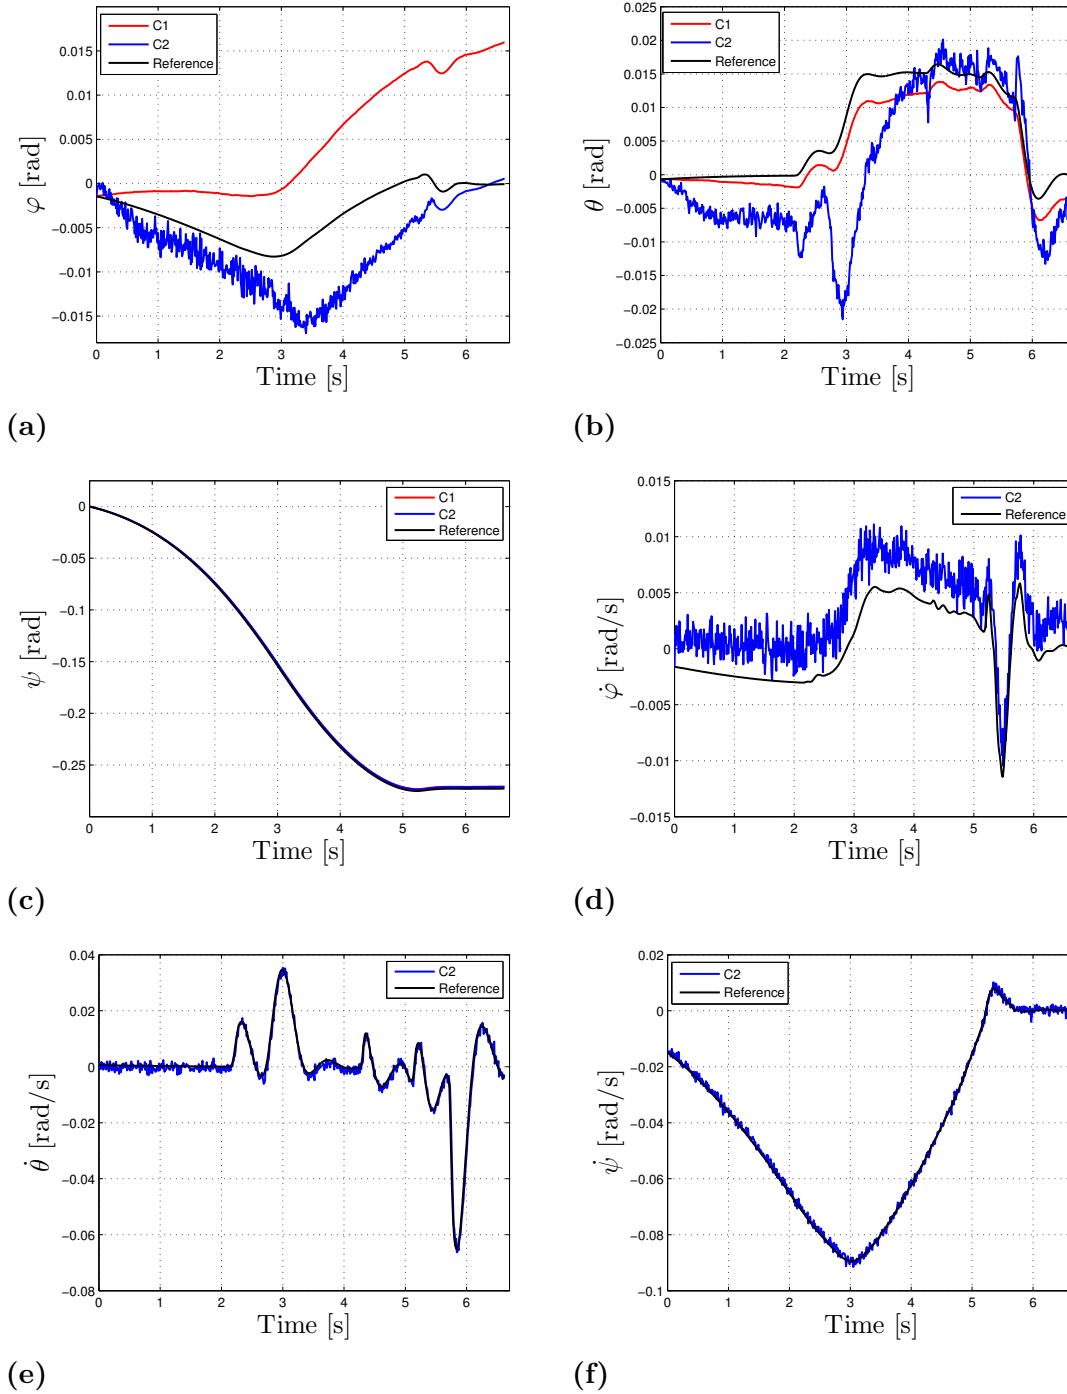 C1
C2
Reference
0.015
0.01
0.005
0
−0.005
−0.01
−0.015
0 1 2 3 4 5 6
φ [rad]
Time [s]
(a)
C1
C2
Reference
0.025
0.020
0.015
0.01
0.005
0
−0.005
−0.01
−0.015
−0.02
−0.025
0 1 2 3 4 5 6
θ [rad]
Time [s]
(b)
C1
C2
Reference
0
−0.05
−0.1
−0.15
−0.2
−0.25
0 1 2 3 4 5 6
ψ [rad]
Time [s]
(c)
C2
Reference
0.015
0.01
0.005
0
−0.005
−0.01
−0.015
0 1 2 3 4 5 6
φ̇ [rad/s]
Time [s]
(d)
C2
Reference
0.04
0.02
0
−0.02
−0.04
−0.06
−0.08
0 1 2 3 4 5 6
θ̇ [rad/s]
Time [s]
(e)
C2
Reference
0.02
0
−0.02
−0.04
−0.06
−0.08
−0.1
0 1 2 3 4 5 6
ψ̇ [rad/s]
Time [s]
(f)